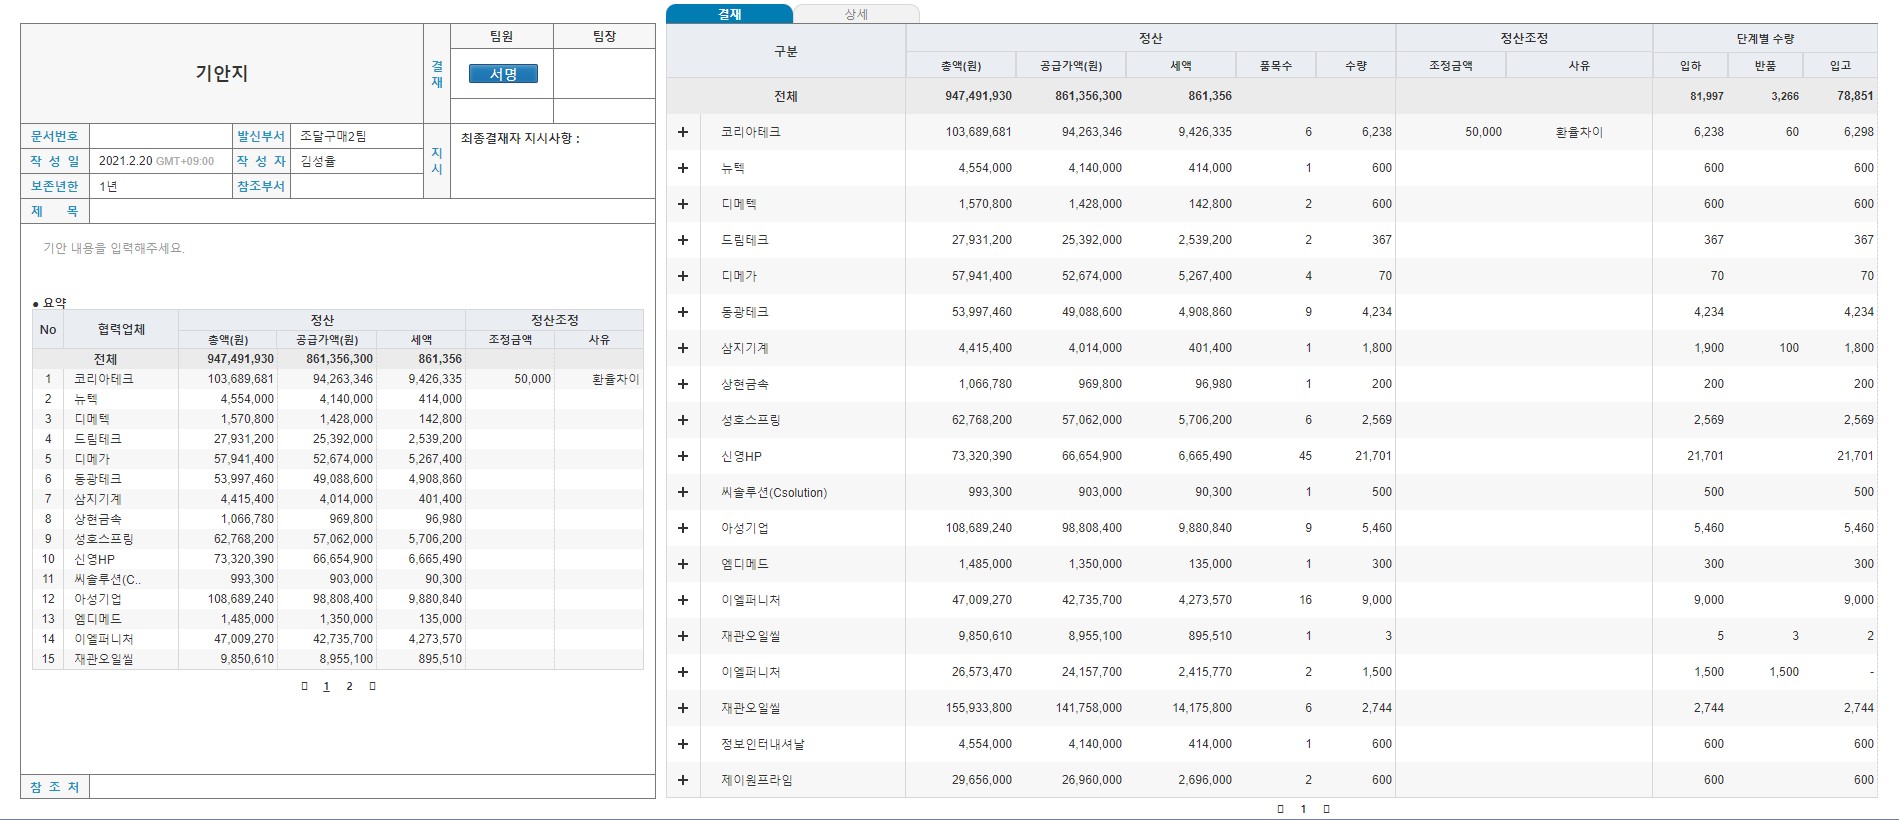 결재 상세
기안지
결재
팀원 팀장
서명
문서번호 발신부서 조달구매2팀
작 성 일 2021.2.20 GMT+09:00 작 성 자 김성율
보존년한 1년 참조부서
지시
최종결재자 지시사항 :
제 목
기안 내용을 입력해주세요.
● 요약
No 협력업체 정산 정산조정
총액(원) 공급가액(원) 세액 조정금액 사유
전체 947,491,930 861,356,300 861,356
1 코리아테크 103,689,681 94,263,346 9,426,335 50,000 환율차이
2 뉴텍 4,554,000 4,140,000 414,000
3 디메텍 1,570,800 1,428,000 142,800
4 드림테크 27,931,200 25,392,000 2,539,200
5 디메가 57,941,400 52,674,000 5,267,400
6 동광테크 53,997,460 49,088,600 4,908,860
7 삼지기계 4,415,400 4,014,000 401,400
8 상현금속 1,066,780 969,800 96,980
9 성호스프링 62,768,200 57,062,000 5,706,200
10 신영HP 73,320,390 66,654,900 6,665,490
11 씨솔루션(C.. 993,300 903,000 90,300
12 아성기업 108,689,240 98,808,400 9,880,840
13 엠디메드 1,485,000 1,350,000 135,000
14 이엘퍼니처 47,009,270 42,735,700 4,273,570
15 재관오일씰 9,850,610 8,955,100 895,510
1 2
참 조 처
구분 정산 정산조정 단계별 수량
총액(원) 공급가액(원) 세액 품목수 수량 조정금액 사유 입하 반품 입고
전체 947,491,930 861,356,300 861,356 81,997 3,266 78,851
+ 코리아테크 103,689,681 94,263,346 9,426,335 6 6,238 50,000 환율차이 6,238 60 6,298
+ 뉴텍 4,554,000 4,140,000 414,000 1 600 600 600
+ 디메텍 1,570,800 1,428,000 142,800 2 600 600 600
+ 드림테크 27,931,200 25,392,000 2,539,200 2 367 367 367
+ 디메가 57,941,400 52,674,000 5,267,400 4 70 70 70
+ 동광테크 53,997,460 49,088,600 4,908,860 9 4,234 4,234 4,234
+ 삼지기계 4,415,400 4,014,000 401,400 1 1,800 1,900 100 1,800
+ 상현금속 1,066,780 969,800 96,980 1 200 200 200
+ 성호스프링 62,768,200 57,062,000 5,706,200 6 2,569 2,569 2,569
+ 신영HP 73,320,390 66,654,900 6,665,490 45 21,701 21,701 21,701
+ 씨솔루션(Csolution) 993,300 903,000 90,300 1 500 500 500
+ 아성기업 108,689,240 98,808,400 9,880,840 9 5,460 5,460 5,460
+ 엠디메드 1,485,000 1,350,000 135,000 1 300 300 300
+ 이엘퍼니처 47,009,270 42,735,700 4,273,570 16 9,000 9,000 9,000
+ 재관오일씰 9,850,610 8,955,100 895,510 1 3 5 3 2
+ 이엘퍼니처 26,573,470 24,157,700 2,415,770 2 1,500 1,500 1,500 -
+ 재관오일씰 155,933,800 141,758,000 14,175,800 6 2,744 2,744 2,744
+ 정보인터내셔날 4,554,000 4,140,000 414,000 1 600 600 600
+ 제이원프라임 29,656,000 26,960,000 2,696,000 2 600 600 600
1